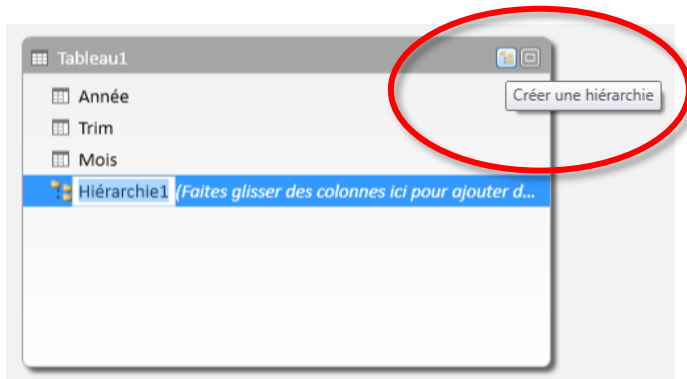 Tableau1
Créer une hiérarchie
Année
Trim
Mois
Hiérarchie1 (Faites glisser des colonnes ici pour ajouter d...